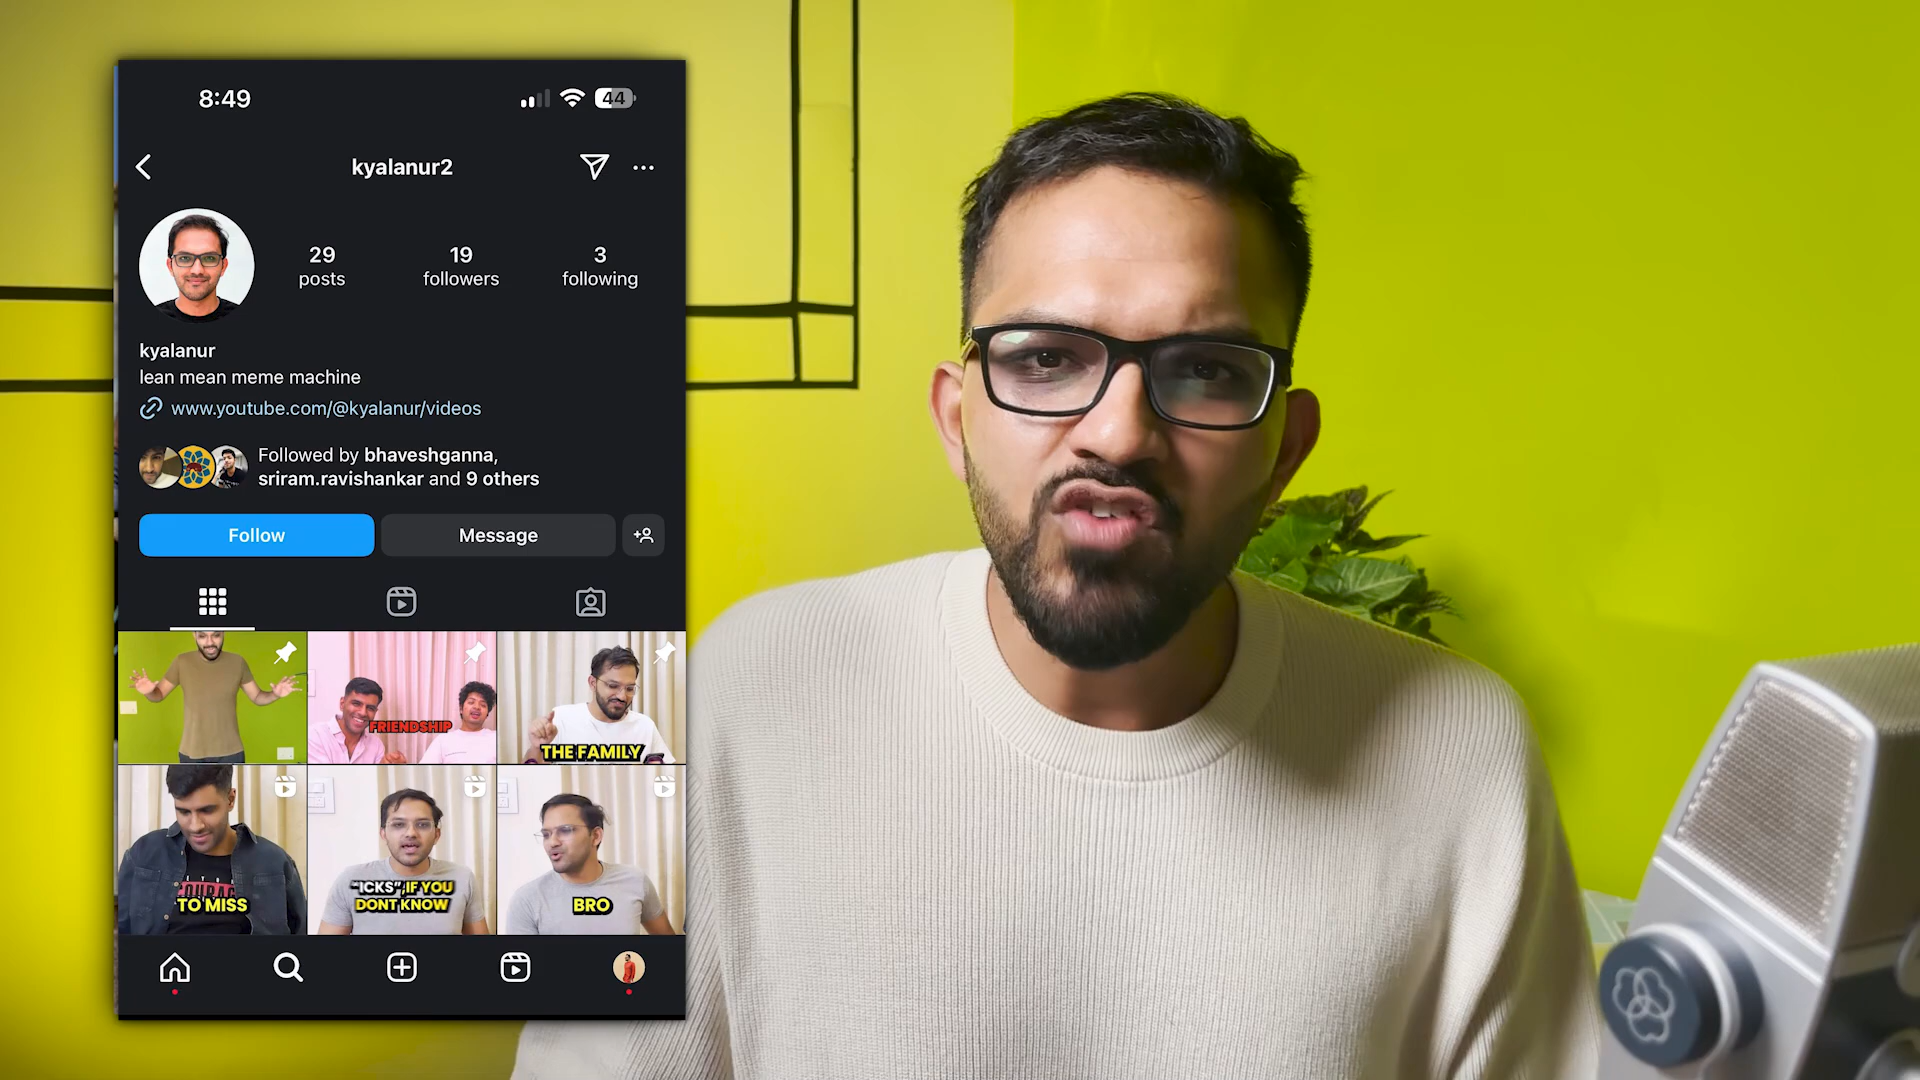 8:49
44
kyalanur2
29
posts
19
followers
3
following
kyalanur
lean mean meme machine
www.youtube.com/@kyalanur/videos
Followed by bhaveshganna,
sriram.ravishankar and 9 others
Follow
Message
FRIENDSHIP
THE FAMILY
COURAGE
TO MISS
"ICKS", IF YOU
DONT KNOW
BRO